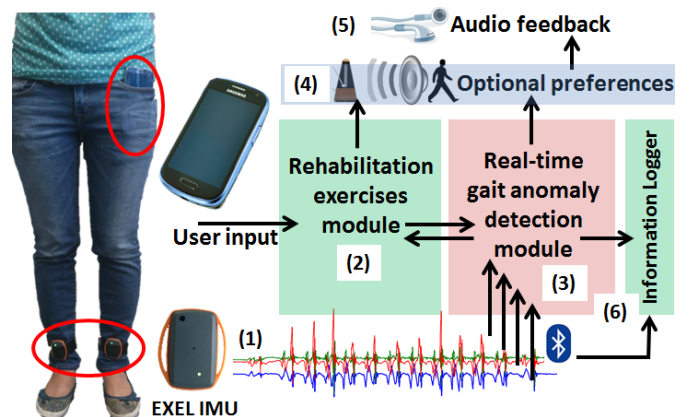 (5)
Audio feedback
(4)
Optional preferences
SAMSUNG
Rehabilitation
exercises
module
(2)
Real-time
gait anomaly
detection
module
(3)
Information Logger
User input
(6)
(1)
EXEL IMU